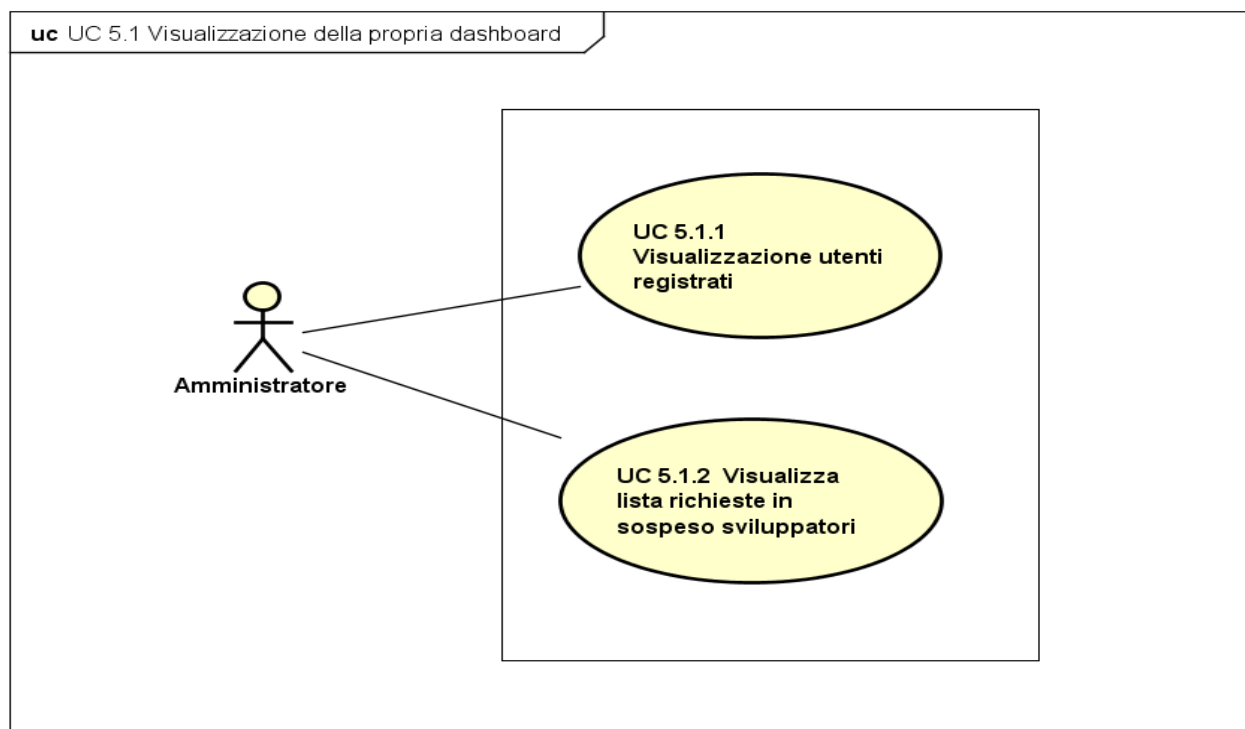 uc UC 5.1 Visualizzazione della propria dashboard
UC 5.1.1
Visualizzazione utenti
registrati
Amministratore
UC 5.1.2 Visualizza
lista richieste in
sospeso sviluppatori